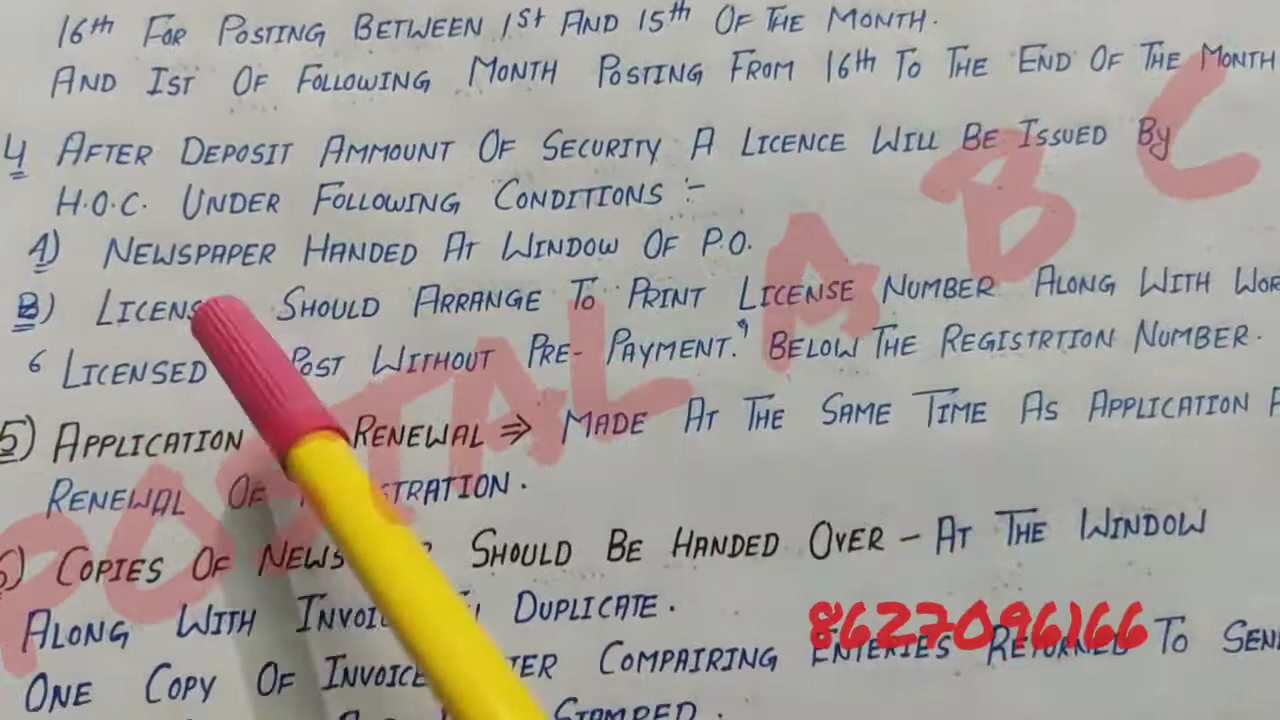 16th FOR POSTING BETWEEN 1St AND 15th OF THE MONTH.
AND IST OF FOLLOWING MONTH POSTING FROM 16th TO THE END OF THE MONTH
4 AFTER DEPOSIT AMMOUNT OF SECURITY A LICENCE WILL BE ISSUED By
H.O.C. UNDER FOLLOWING CONDITIONS :-
A) NEWSPAPER HANDED AT WINDOW OF P.O.
B) LICENS SHOULD ARRANGE TO PRINT LICENSE NUMBER ALONG WITH WOR
" LICENSED POST WITHOUT PRE- PAYMENT." BELOW THE REGISTRTION NUMBER.
5) APPLICATION RENEWAL ⇒ MADE AT THE SAME TIME AS APPLICATION F
RENEWAL OF STRATION.
6) COPIES OF NEWS SHOULD BE HANDED OVER - AT THE WINDOW
ALONG WITH INVOIC DUPLICATE.
ONE COPY OF INVOICE TER COMPAIRING ENTERIES RETURNED TO SEN
STAMPED.
POSTAL A B C
8627096166